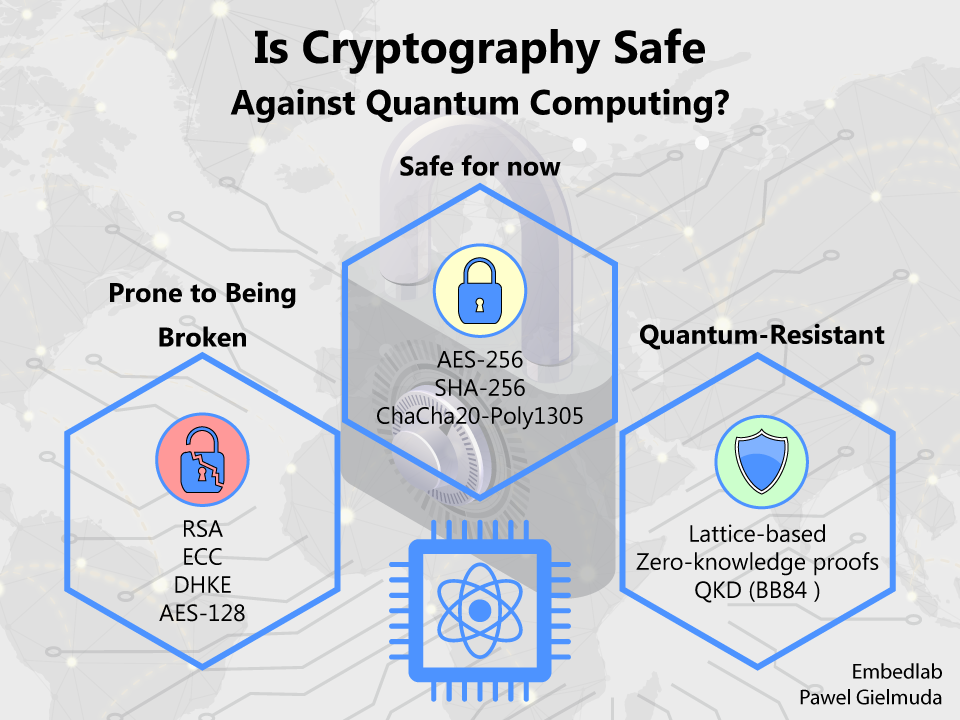 Is Cryptography Safe
Against Quantum Computing?
Safe for now
AES-256
SHA-256
ChaCha20-Poly1305
Prone to Being
Broken
RSA
ECC
DHKE
AES-128
Quantum-Resistant
Lattice-based
Zero-knowledge proofs
QKD (BB84 )
Embedlab
Pawel Gielmuda